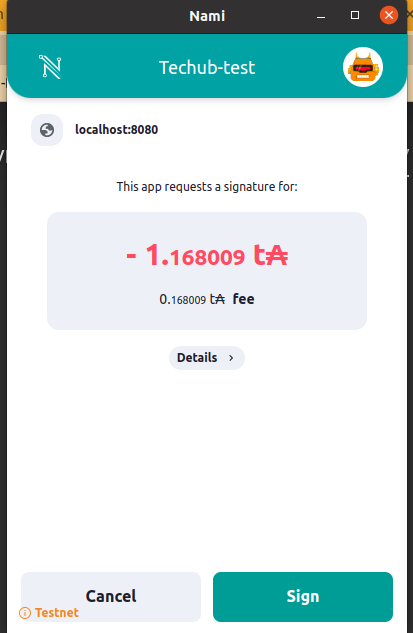 Nami
Techub-test
localhost:8080
This app requests a signature for:
- 1.168009 t₳
0.168009 t₳ fee
Details
Cancel
Sign
Testnet